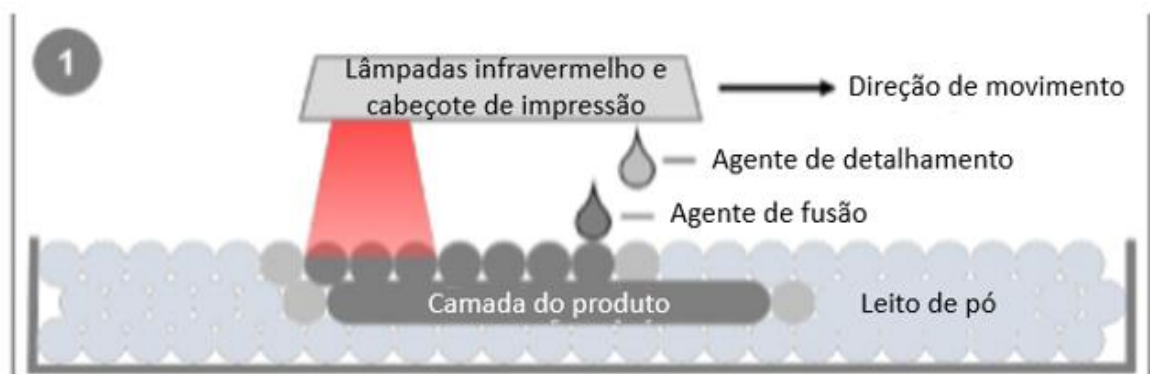 1
Lâmpadas infravermelho e
cabeçote de impressão
Direção de movimento
Agente de detalhamento
Agente de fusão
Camada do produto
Leito de pó